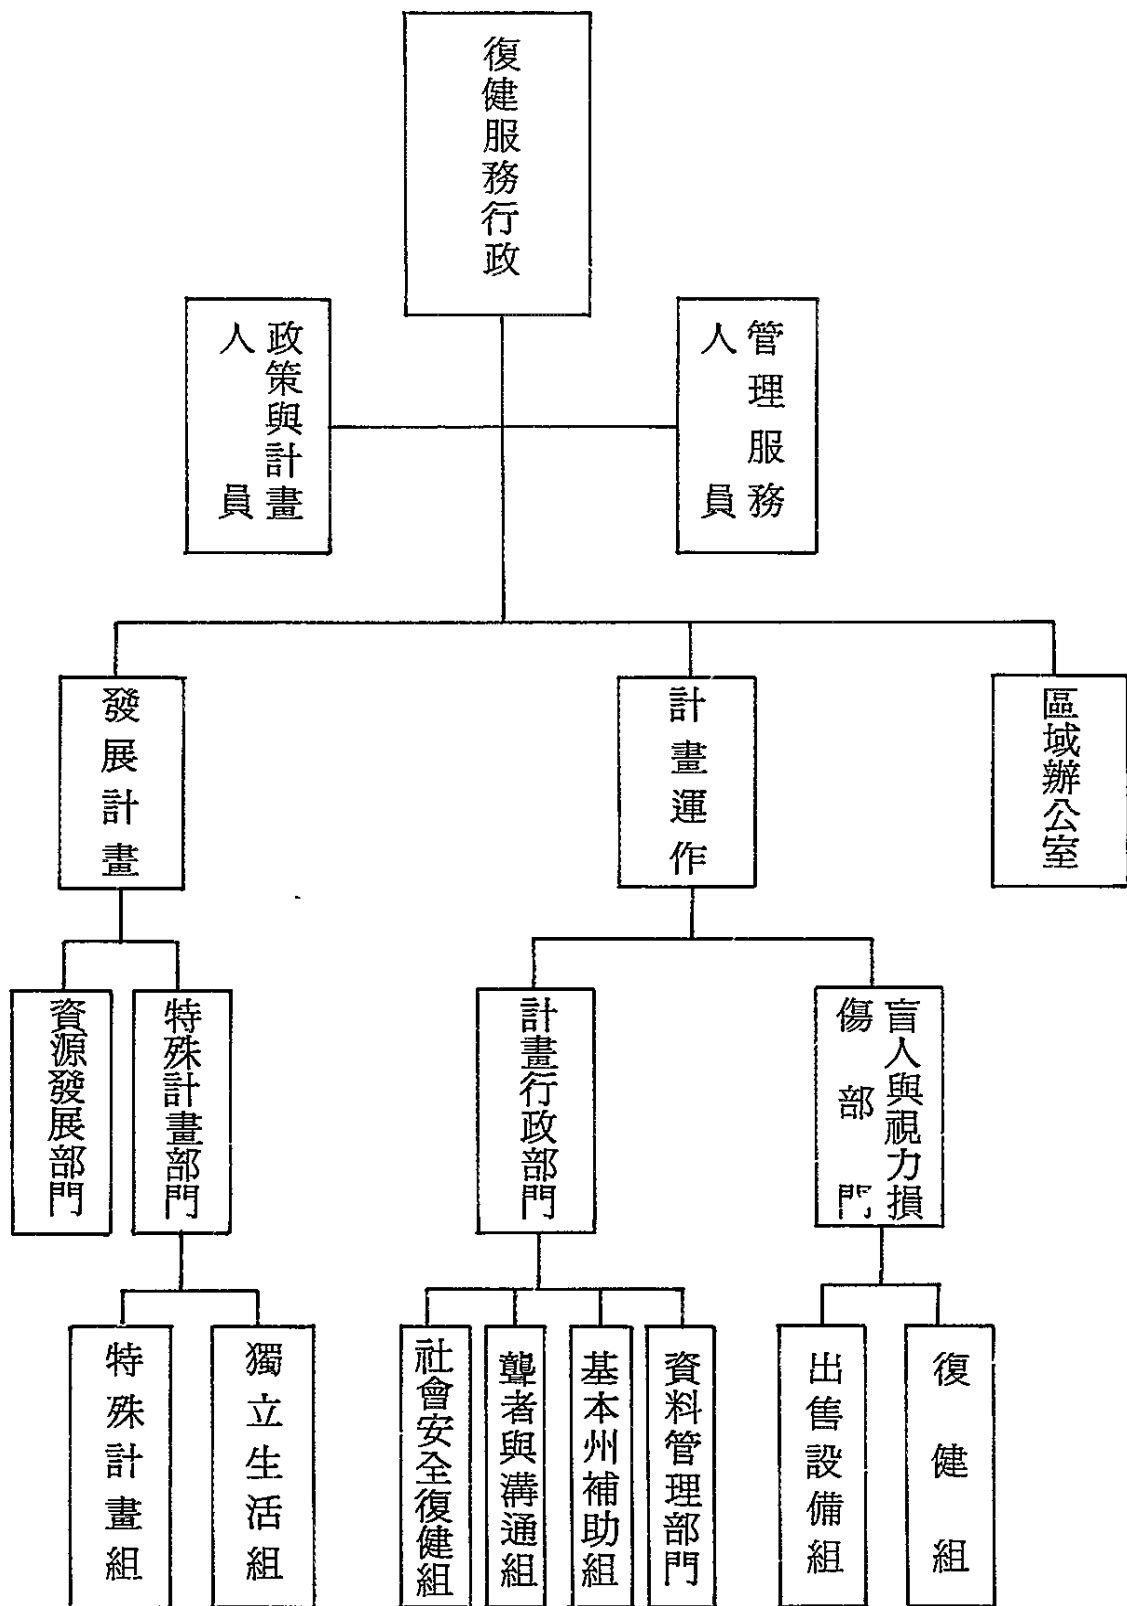 復健服務行政
管理服務
人員
政策與計畫
人員
區域辦公室
計畫運作
發展計畫
盲人與視力損
傷部門
計畫行政部門
特殊計畫部門
資源發展部門
復健組
出售設備組
資料管理部門
基本州補助組
聾者與溝通組
社會安全復健組
獨立生活組
特殊計畫組